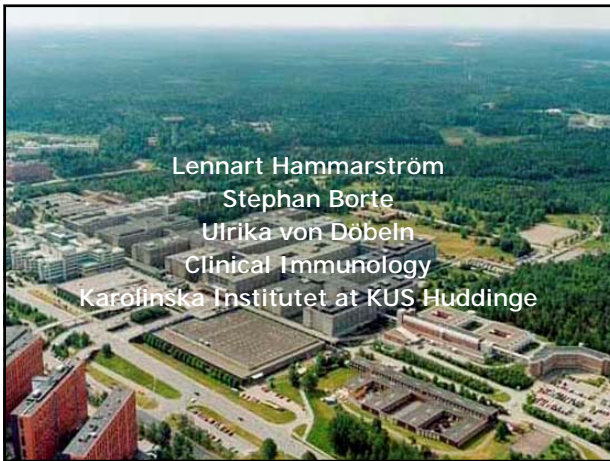 Lennart Hammarström
Stephan Borte
Ulrika von Döbeln
Clinical Immunology
Karolinska Institutet at KUS Huddinge